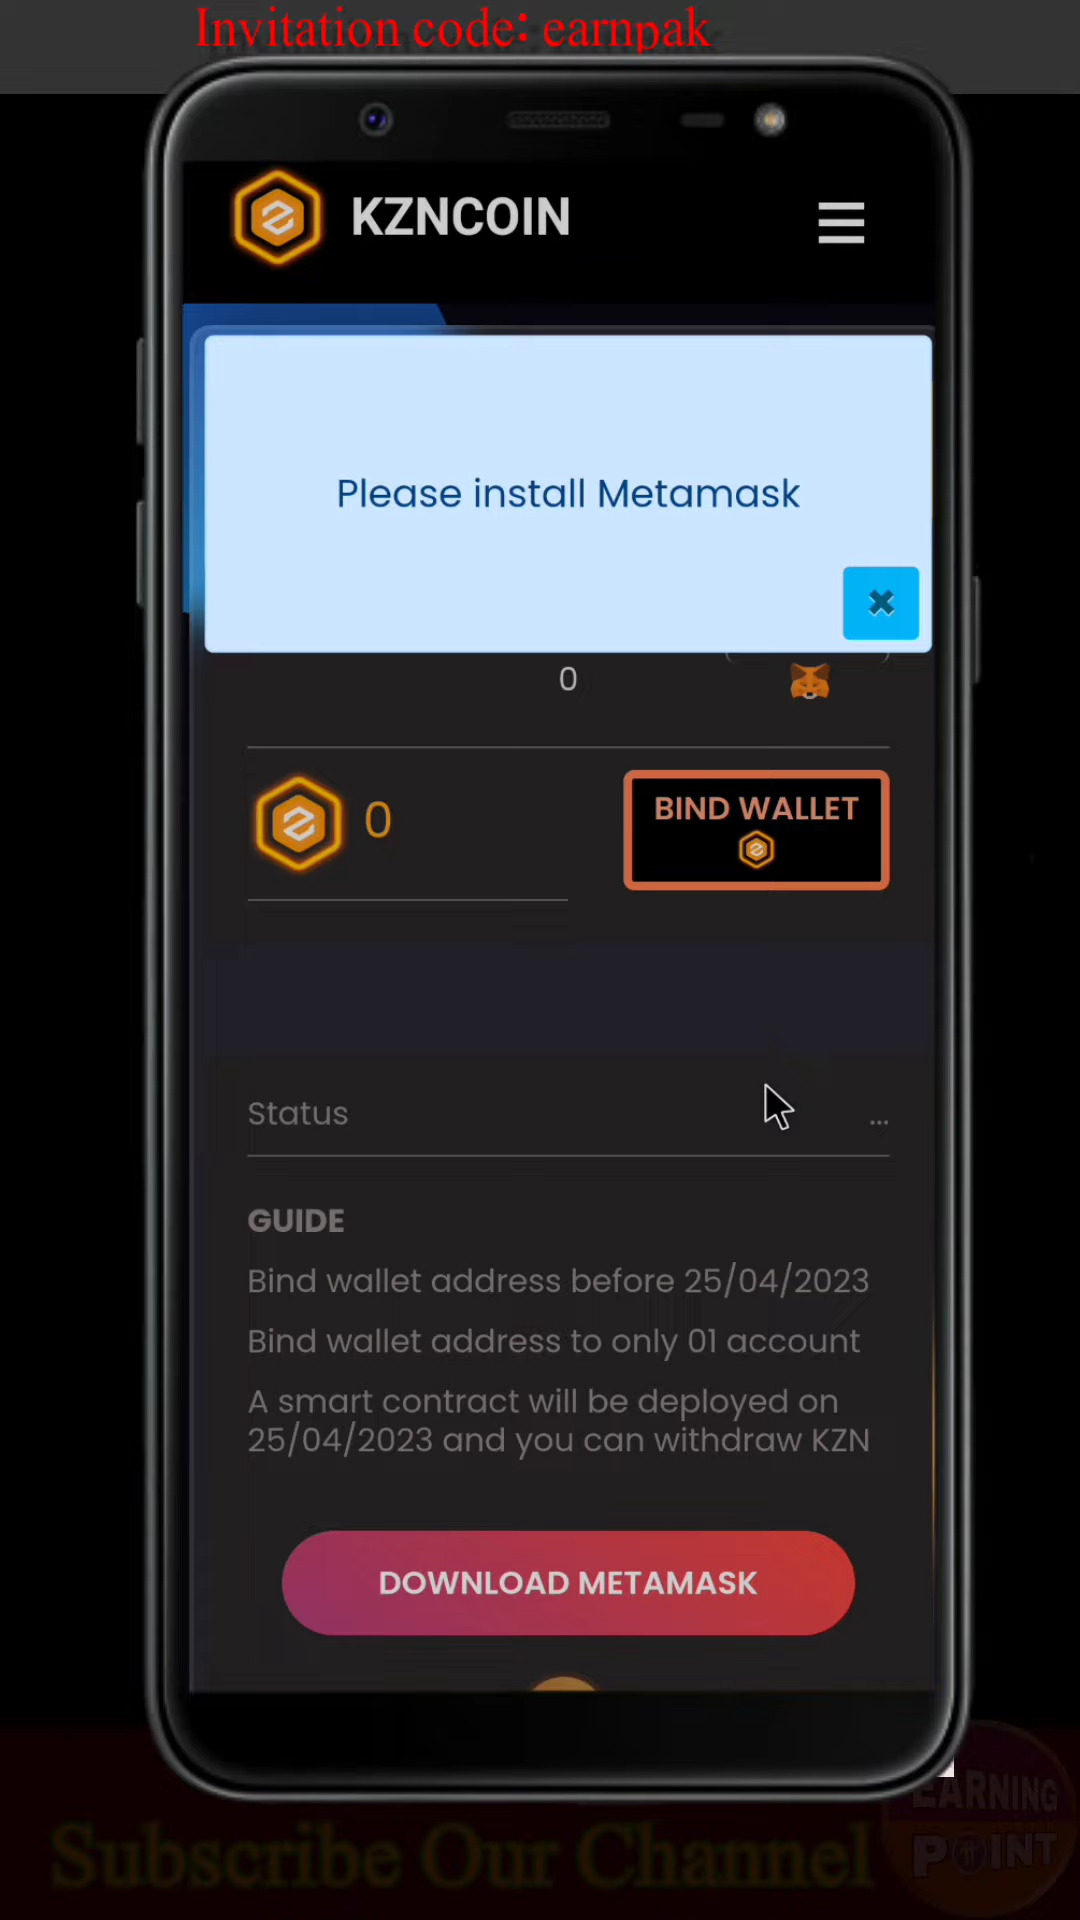 Invitation code: earnpak
KZNCOIN
Please install Metamask
0
0
BIND WALLET
Status
...
GUIDE
Bind wallet address before 25/04/2023
Bind wallet address to only 01 account
A smart contract will be deployed on
25/04/2023 and you can withdraw KZN
DOWNLOAD METAMASK
EARNING
POINT
Subscribe Our Channel